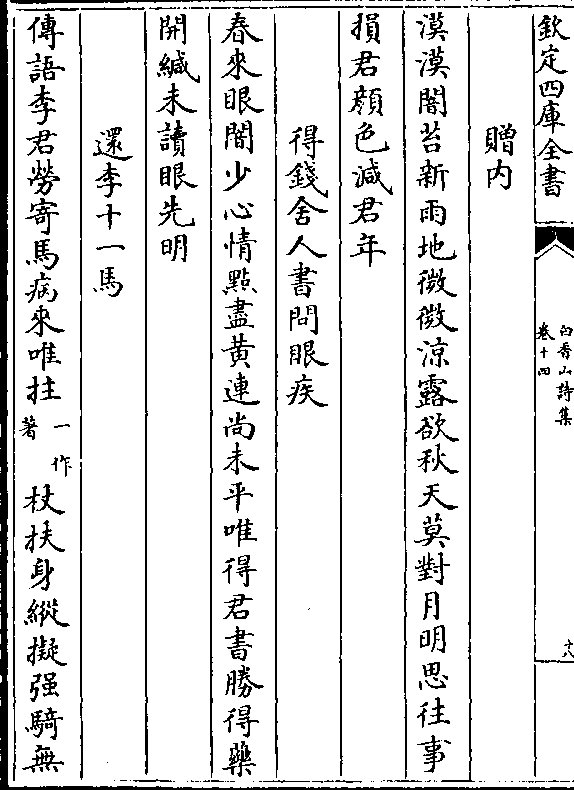 欽定四庫全書
白香山詩集
卷十四
十八
贈内
漠漠闇苔新雨地微微涼露欲秋天莫對月明思往事
損君顔色減君年
得錢舍人書問眼疾
春來眼闇少心情點盡黄連尚未平唯得君書勝得藥
開緘未讀眼先明
還李十一馬
傳語李君勞寄馬病來唯拄一作著杖扶身縱擬强騎無